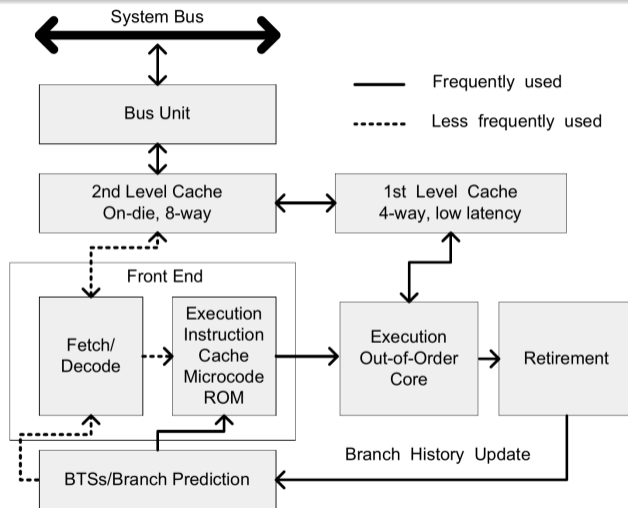 System Bus
Frequently used
Bus Unit
Less frequently used
2nd Level Cache
On-die, 8-way
1st Level Cache
4-way, low latency
Front End
Fetch/
Decode
Execution
Instruction
Cache
Microcode
ROM
Execution
Out-of-Order
Core
Retirement
Branch History Update
BTSs/Branch Prediction